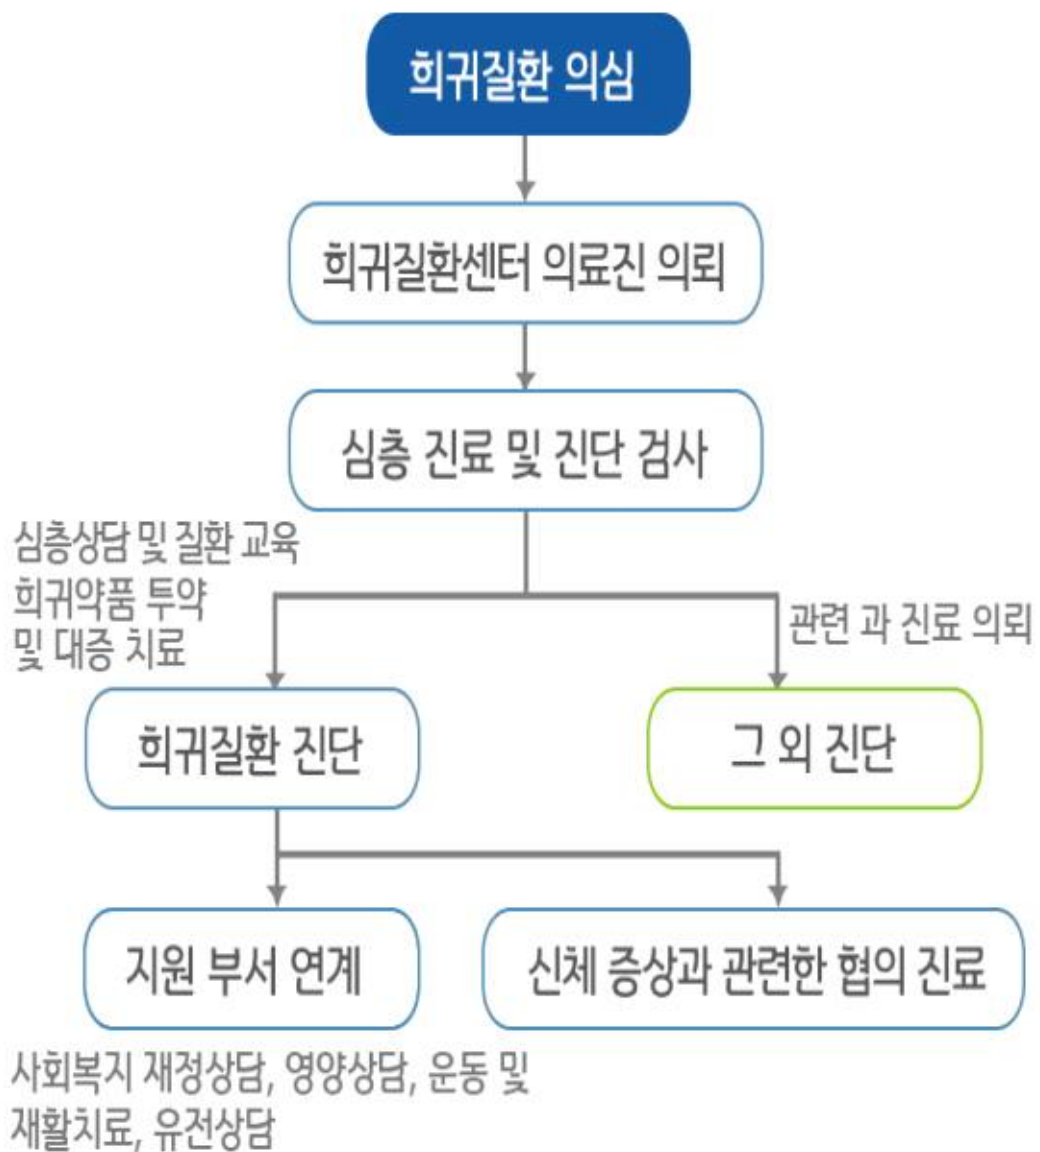 희귀질환 의심
희귀질환센터 의료진 의뢰
심층 진료 및 진단 검사
심층상담 및 질환 교육
희귀약품 투약
및 대증 치료
관련 과 진료 의뢰
희귀질환 진단
그 외 진단
지원 부서 연계
신체 증상과 관련한 협의 진료
사회복지 재정상담, 영양상담, 운동 및
재활치료, 유전상담